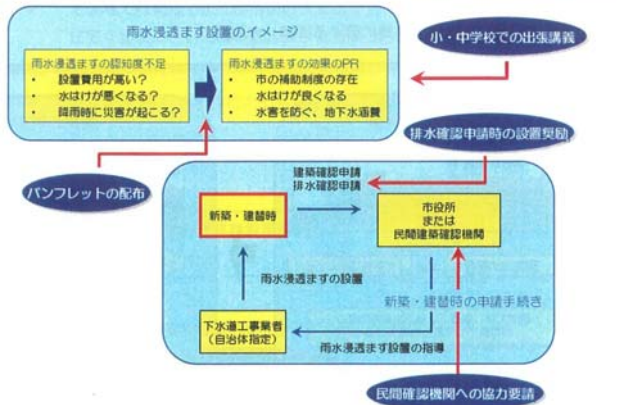 雨水浸透ます設置のイメージ
雨水浸透ますの認知度不足
• 設置費用が高い?
• 水はけが悪くなる?
• 降雨時に災害が起こる?
雨水浸透ますの効果のPR
• 市の補助制度の存在
• 水はけが良くなる
• 水害を防ぐ、地下水涵養
小・中学校での出張講義
排水確認申請時の設置奨励
パンフレットの配布
建築確認申請
排水確認申請
新築・建替時
市役所
または
民間建築確認機関
雨水浸透ますの設置
新築・建替時の申請手続き
下水道工事業者
(自治体指定)
雨水浸透ます設置の指導
民間確認機関への協力要請